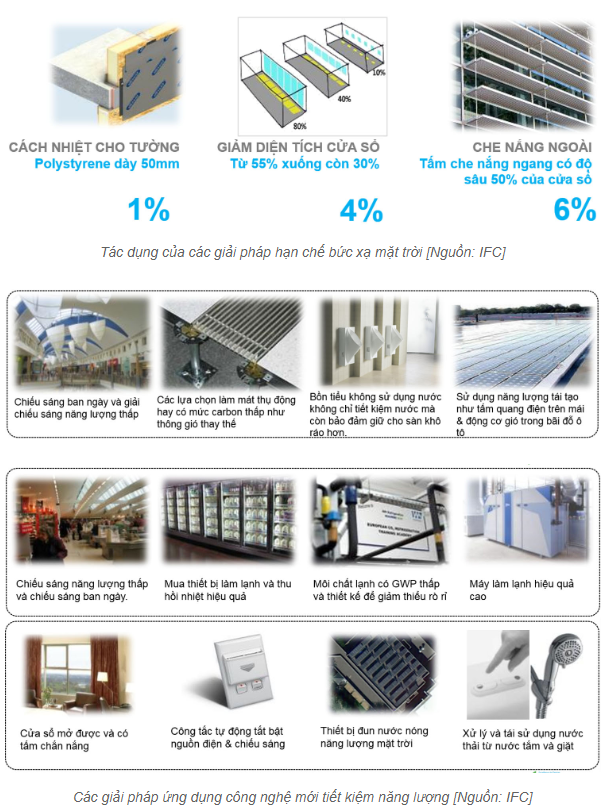 80%
40%
10%
CÁCH NHIỆT CHO TƯỜNG
Polystyrene dày 50mm
1%
GIẢM DIỆN TÍCH CỬA SỔ
Từ 55% xuống còn 30%
4%
CHE NẮNG NGOÀI
Tấm che nắng ngang có độ
sâu 50% của cửa sổ
6%
Tác dụng của các giải pháp hạn chế bức xạ mặt trời [Nguồn: IFC]
Chiếu sáng ban ngày và giải
chiếu sáng năng lượng thấp
Các lựa chọn làm mát thụ động
hay có mức carbon thấp như
thông gió thay thế
Bồn tiểu không sử dụng nước
không chỉ tiết kiệm nước mà
còn bảo đảm giữ cho sàn khô
ráo hơn.
Sử dụng năng lượng tái tạo
như tấm quang điện trên mái
& động cơ gió trong bãi đỗ ô
tô
EUROPEAN CO₂ REFRIGERATION
TRAINING ACADEMY
Chiếu sáng năng lượng thấp
và chiếu sáng ban ngày.
Mua thiết bị làm lạnh và thu
hồi nhiệt hiệu quả
Môi chất lạnh có GWP thấp
và thiết kế để giảm thiểu rò rỉ
Máy làm lạnh hiệu quả
cao
Cửa sổ mở được và có
tấm chắn nắng
Công tắc tự động tắt bật
nguồn điện & chiếu sáng
Thiết bị đun nước nóng
năng lượng mặt trời
Xử lý và tái sử dụng nước
thải từ nước tắm và giặt
Các giải pháp ứng dụng công nghệ mới tiết kiệm năng lượng [Nguồn: IFC]